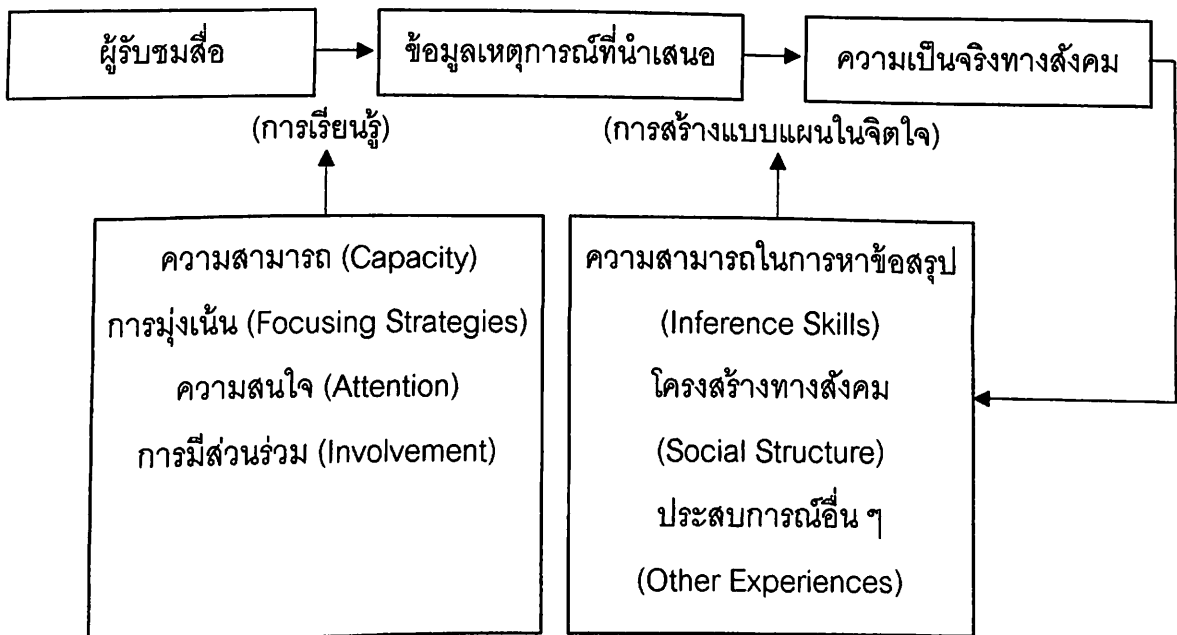 ผู้รับชมสื่อ
ข้อมูลเหตุการณ์ที่นำเสนอ
ความเป็นจริงทางสังคม
(การเรียนรู้)
(การสร้างแบบแผนในจิตใจ)
ความสามารถ (Capacity)
การมุ่งเน้น (Focusing Strategies)
ความสนใจ (Attention)
การมีส่วนร่วม (Involvement)
ความสามารถในการหาข้อสรุป
(Inference Skills)
โครงสร้างทางสังคม
(Social Structure)
ประสบการณ์อื่น ๆ
(Other Experiences)